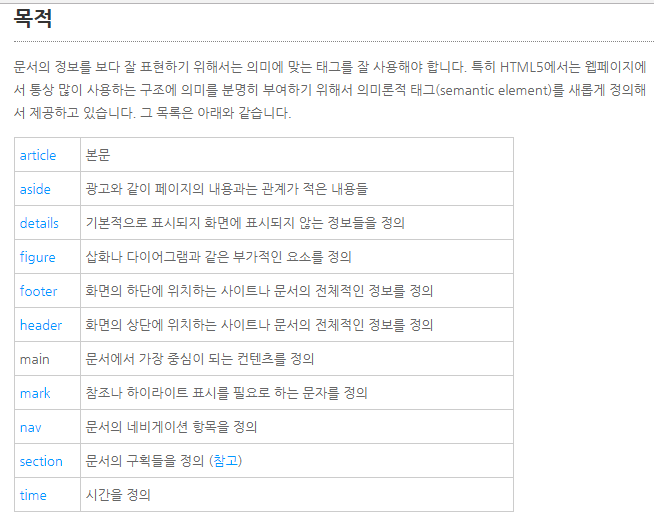 목적
문서의 정보를 보다 잘 표현하기 위해서는 의미에 맞는 태그를 잘 사용해야 합니다. 특히 HTML5에서는 웹페이지에
서 통상 많이 사용하는 구조에 의미를 분명히 부여하기 위해서 의미론적 태그(semantic element)를 새롭게 정의해
서 제공하고 있습니다. 그 목록은 아래와 같습니다.
article 본문
aside 광고와 같이 페이지의 내용과는 관계가 적은 내용들
details 기본적으로 표시되지 화면에 표시되지 않는 정보들을 정의
figure 삽화나 다이어그램과 같은 부가적인 요소를 정의
footer 화면의 하단에 위치하는 사이트나 문서의 전체적인 정보를 정의
header 화면의 상단에 위치하는 사이트나 문서의 전체적인 정보를 정의
main 문서에서 가장 중심이 되는 컨텐츠를 정의
mark 참조나 하이라이트 표시를 필요로 하는 문자를 정의
nav 문서의 네비게이션 항목을 정의
section 문서의 구획들을 정의 (참고)
time 시간을 정의